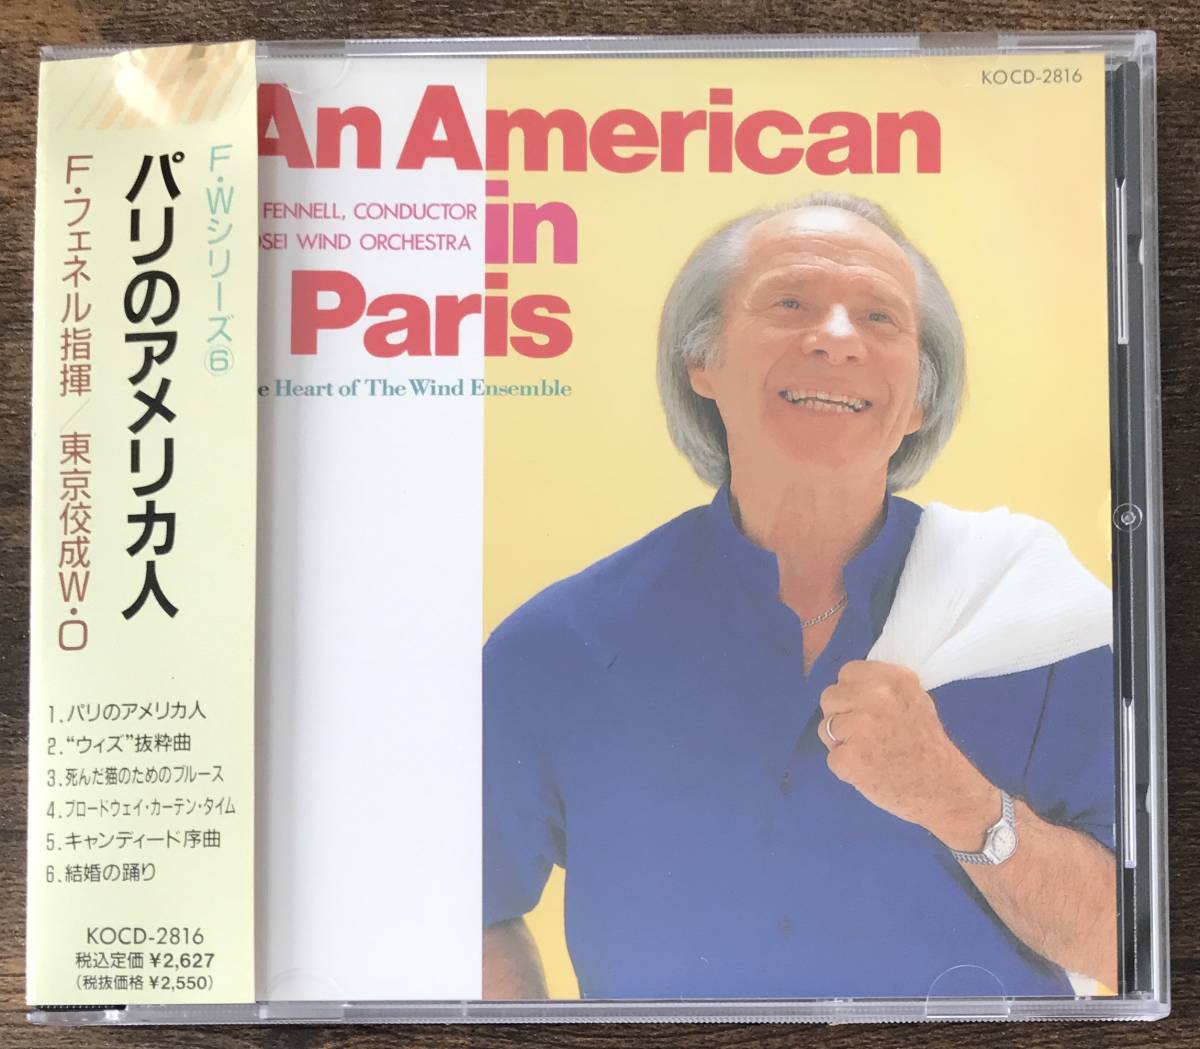 F・Wシリーズ⑥
パリのアメリカ人
F・フェネル指揮／東京佼成W・O
1.パリのアメリカ人
2.“ウィズ”抜粋曲
3.死んだ猫のためのブルース
4.ブロードウェイ・カーテン・タイム
5.キャンディード序曲
6.結婚の踊り
KOCD-2816
税込定価 ¥2,627
(税抜価格 ¥2,550)
KOCD-2816
An American
in
FENNELL, CONDUCTOR
OSEI WIND ORCHESTRA
Paris
e Heart of The Wind Ensemble